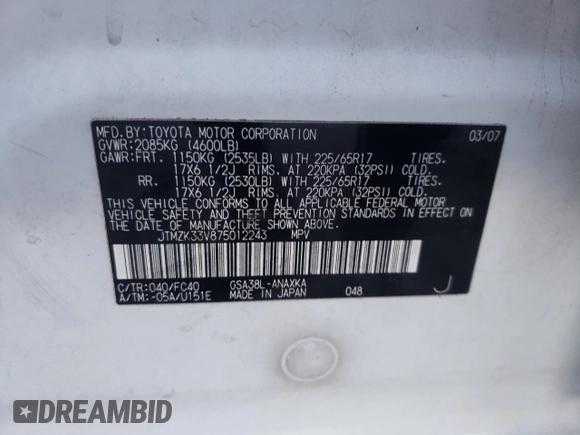 MFD.BY:TOYOTA MOTOR CORPORATION 03/07
GVWR:2085KG (4600LB)
GAWR:FRT. 1150KG (2535LB) WITH 225/65R17 TIRES.
17X6 1/2J RIMS. AT 220KPA (32PSI) COLD.
RR. 1150KG (2530LB) WITH 225/65R17 TIRES.
17X6 1/2J RIMS. AT 220KPA (32PSI) COLD.
THIS VEHICLE CONFORMS TO ALL APPLICABLE FEDERAL MOTOR
VEHICLE SAFETY AND THEFT PREVENTION STANDARDS IN EFFECT ON
THE DATE OF MANUFACTURE SHOWN ABOVE.
JTMZK33V875012243 MPV
C/TR:040/FC40 GSA38L-ANAXKA
A/TM:-05A/U151E MADE IN JAPAN 048 J
DREAMBID